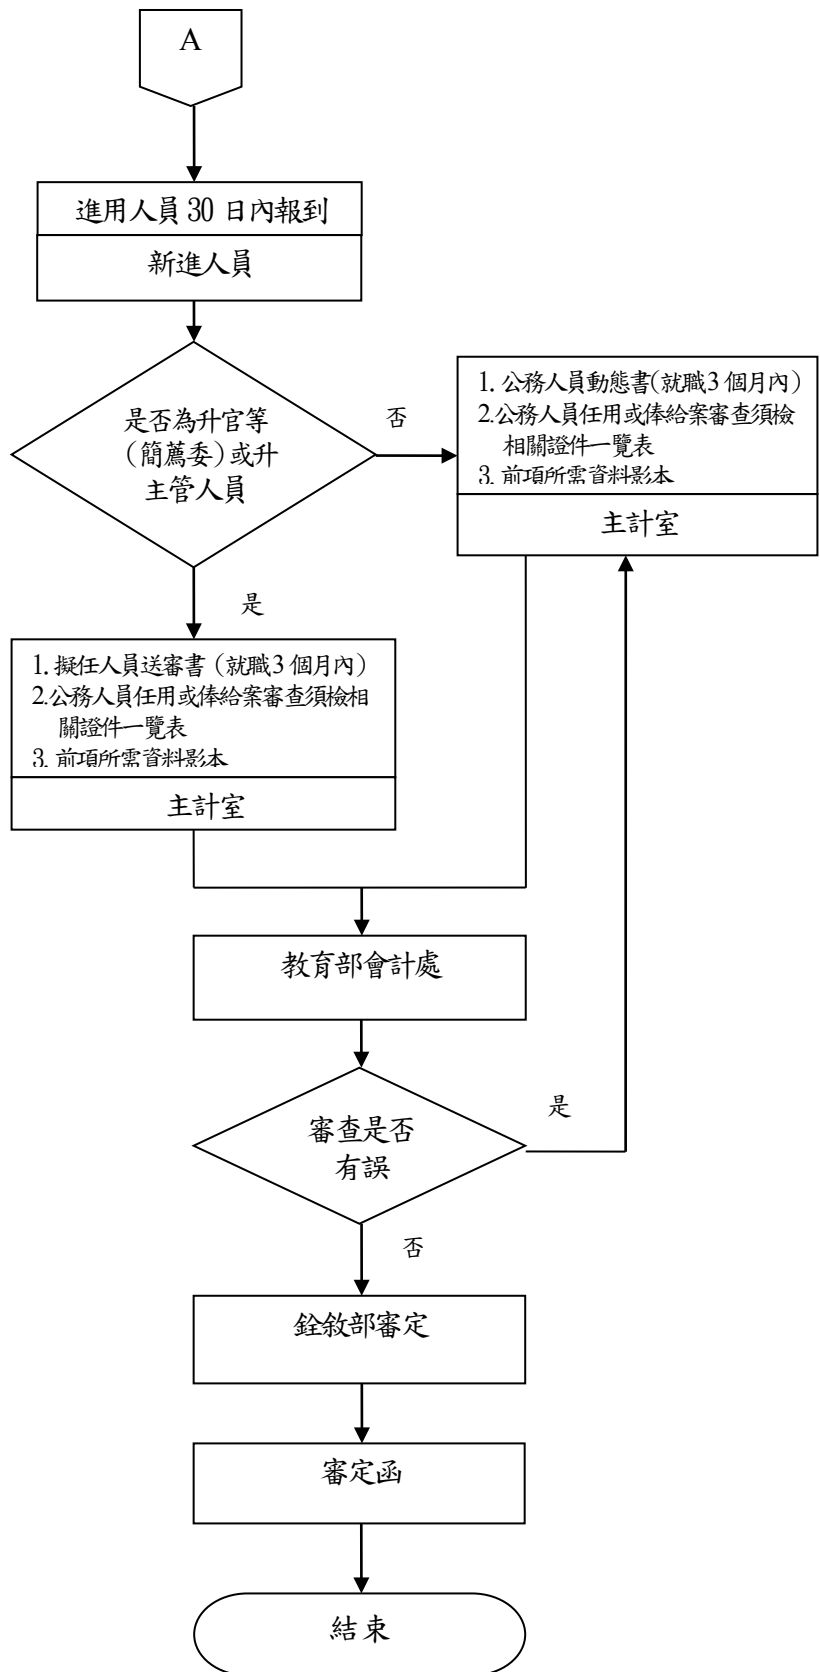 A
進用人員 30 日內報到
新進人員
是否為升官等
（簡薦委）或升
主管人員
否
1. 公務人員動態書(就職 3 個月內）
2.公務人員任用或俸給案審查須檢
相關證件一覽表
3. 前項所需資料影本
主計室
是
1. 擬任人員送審書（就職 3 個月內）
2.公務人員任用或俸給案審查須檢相
關證件一覽表
3. 前項所需資料影本
主計室
教育部會計處
審查是否
有誤
是
否
銓敘部審定
審定函
結束